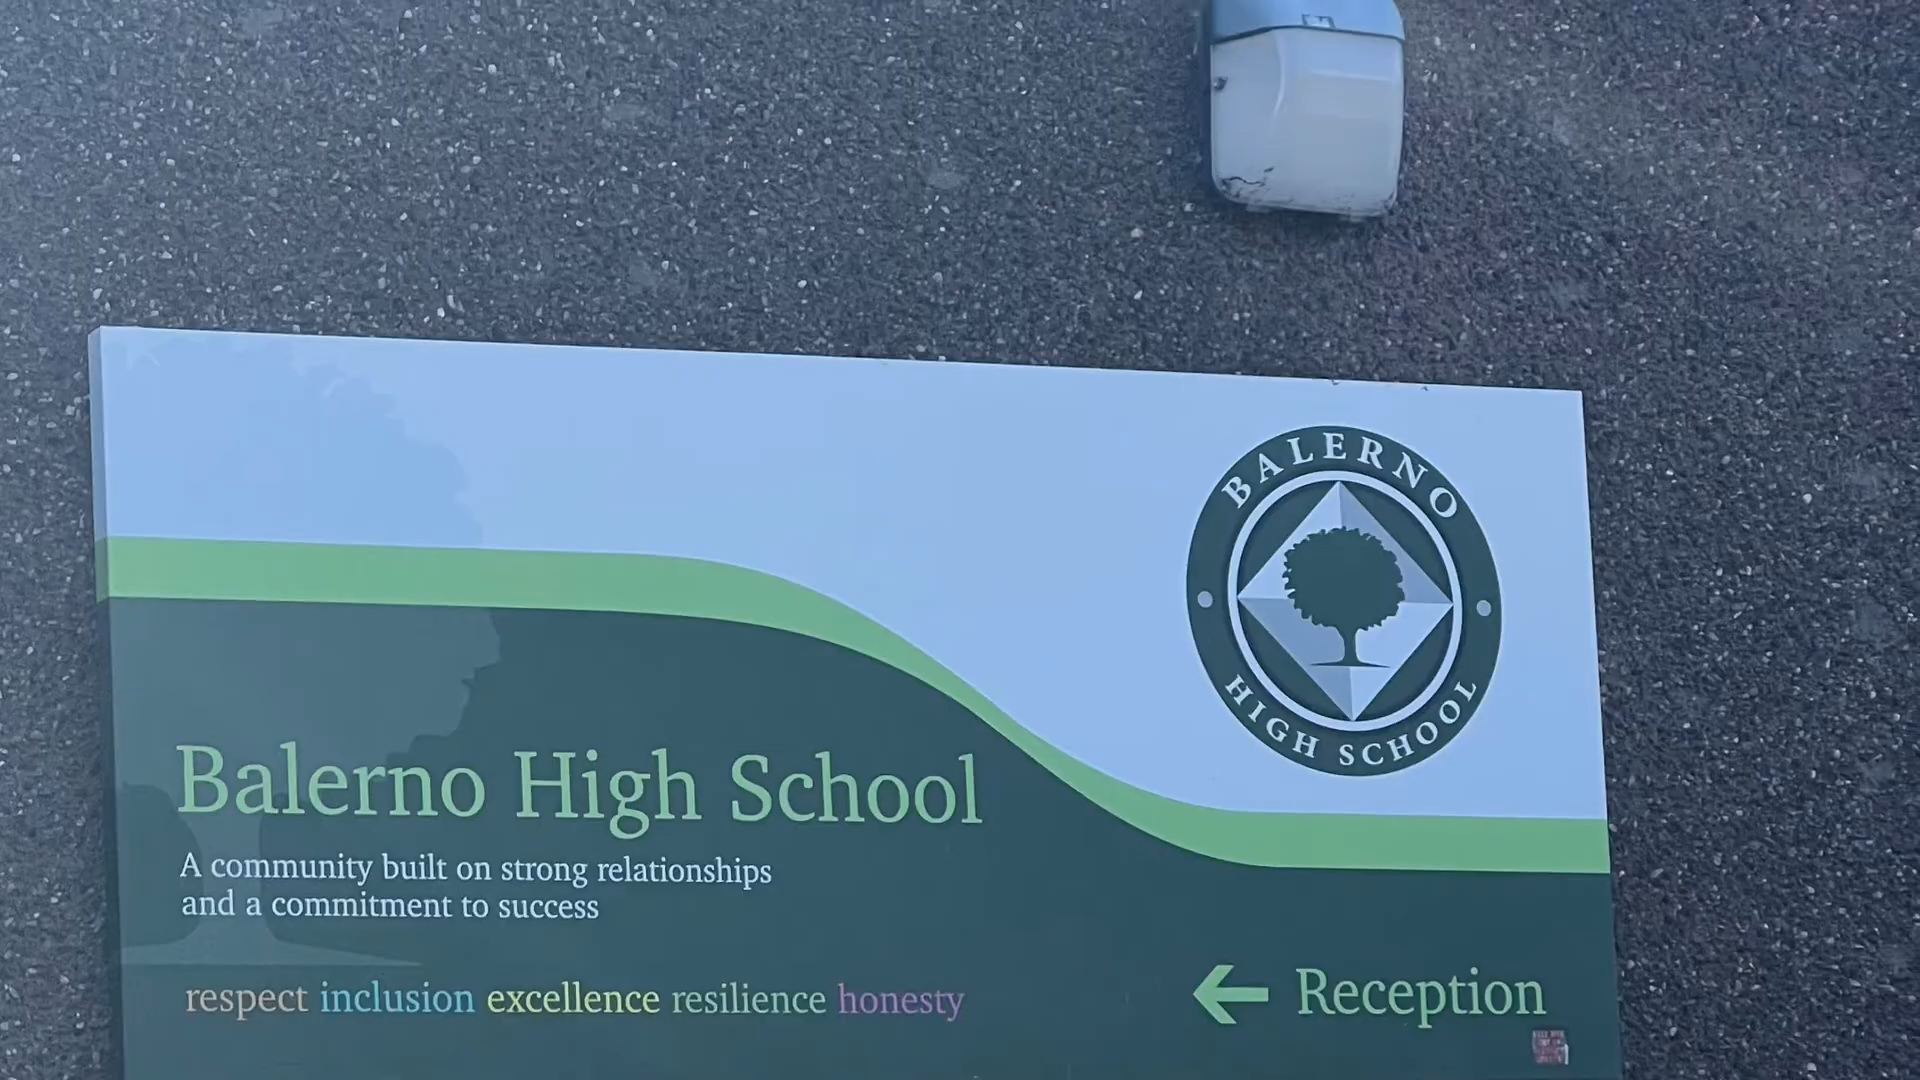 BALERNO
HIGH SCHOOL
Balerno High School
A community built on strong relationships
and a commitment to success
respect inclusion excellence resilience honesty
Reception